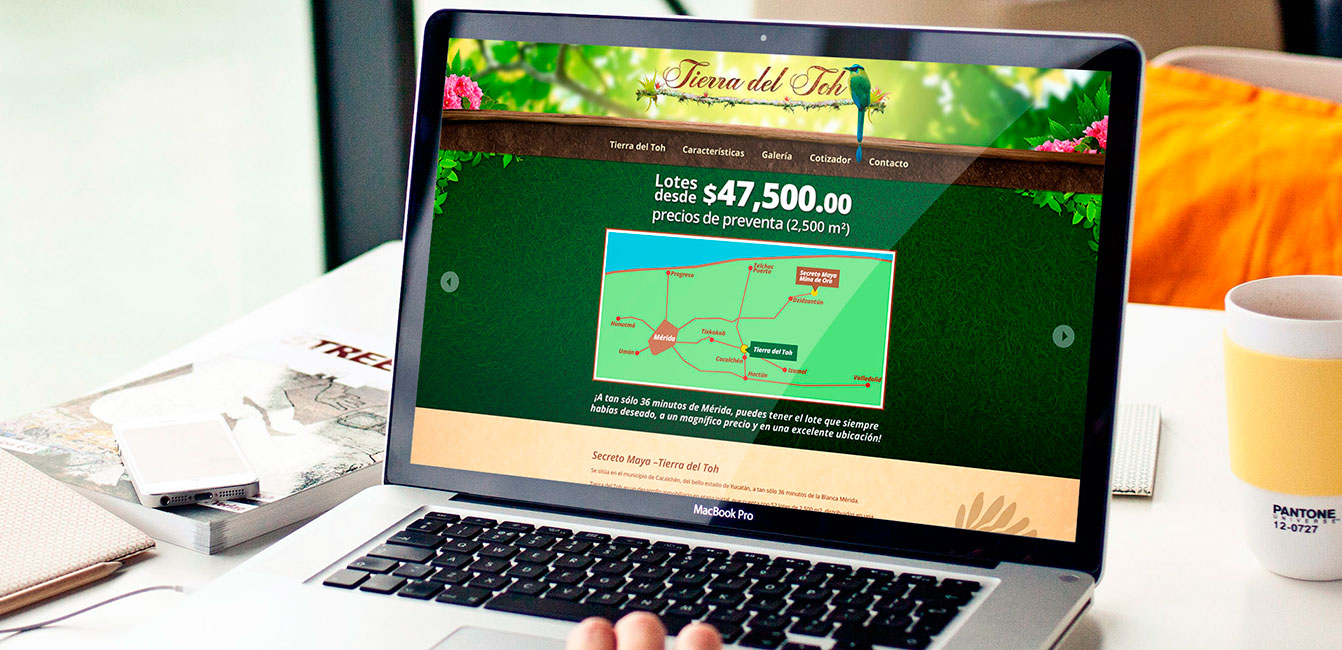 Tierra del Toh
Tierra del Toh Características Galería Cotizador Contacto
Lotes desde $47,500.00
precios de preventa (2,500 m²)
Progreso
Telchac Puerto
Secreto Maya
Mina de Oro
Dzidzantún
Hunucmá
Mérida
Tixkokob
Umán
Cacalchén
Tierra del Toh
Izamal
Hoctún
Valladolid
¡A tan sólo 36 minutos de Mérida, puedes tener el lote que siempre
habías deseado, a un magnífico precio y en una excelente ubicación!
Secreto Maya –Tierra del Toh
Se sitúa en el municipio de Cacalchén, del bello estado de Yucatán, a tan sólo 36 minutos de la Blanca Mérida.
MacBook Pro
PANTONE
UNIVERSE
12-0727